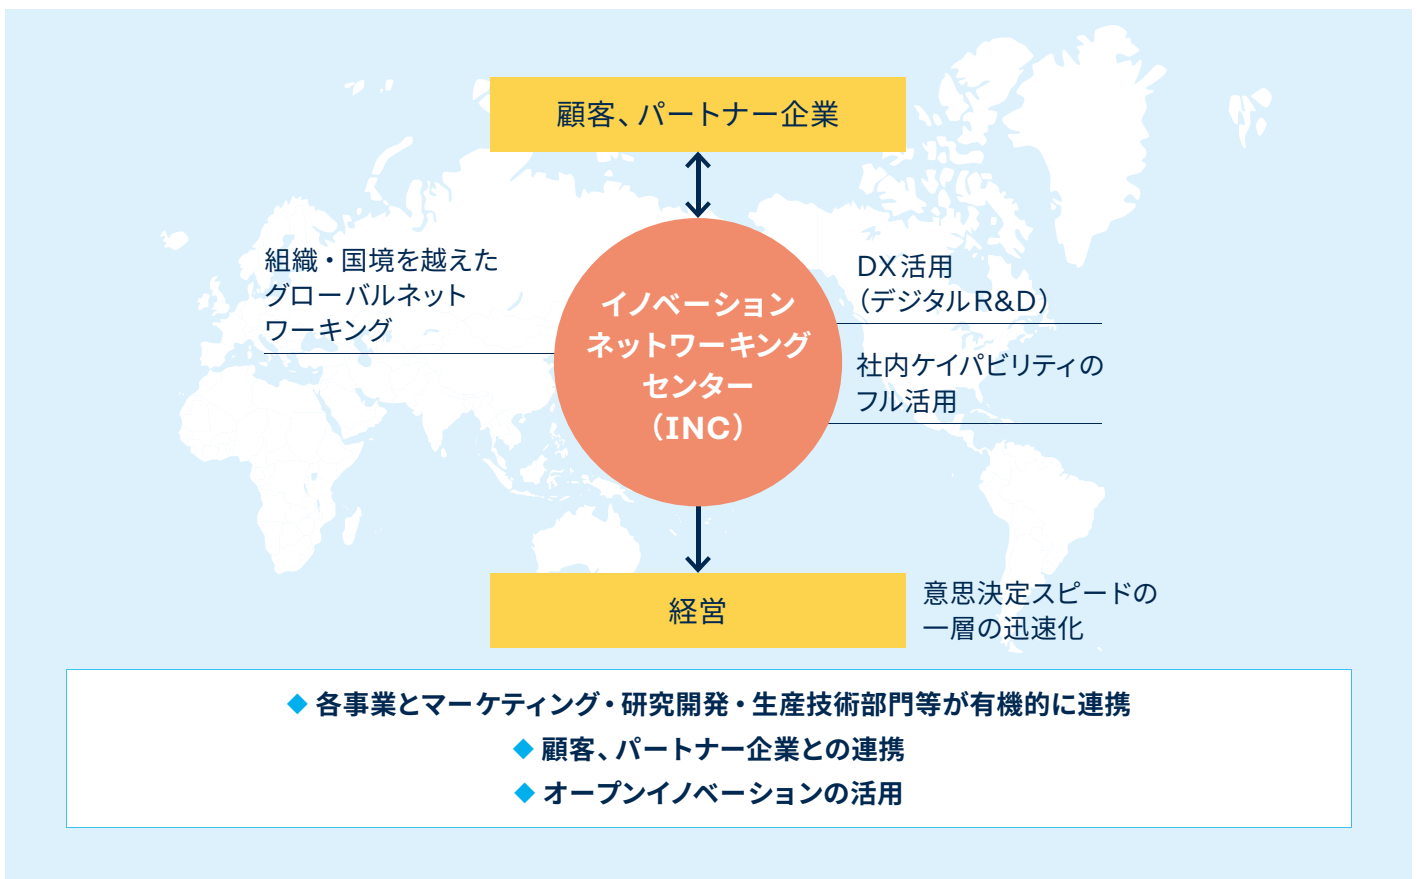 顧客、パートナー企業
組織・国境を越えた
グローバルネット
ワーキング
イノベーション
ネットワーキング
センター
（INC）
DX活用
（デジタルR&D）
社内ケイパビリティの
フル活用
経営
意思決定スピードの
一層の迅速化
◆ 各事業とマーケティング・研究開発・生産技術部門等が有機的に連携
◆ 顧客、パートナー企業との連携
◆ オープンイノベーションの活用